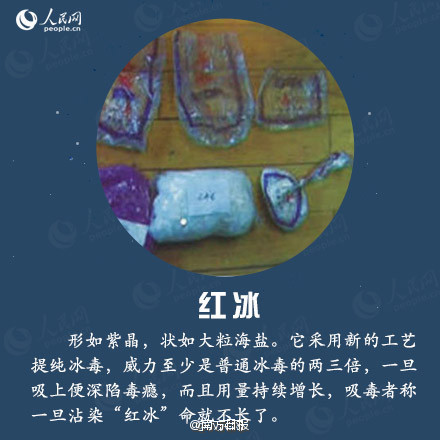 人民网
people.cn
红冰
形如紫晶，状如大粒海盐。它采用新的工艺
提纯冰毒，威力至少是普通冰毒的两三倍，一旦
吸上便深陷毒瘾，而且用量持续增长，吸毒者称
一旦沾染“红冰”命就不长了。
@南方日报